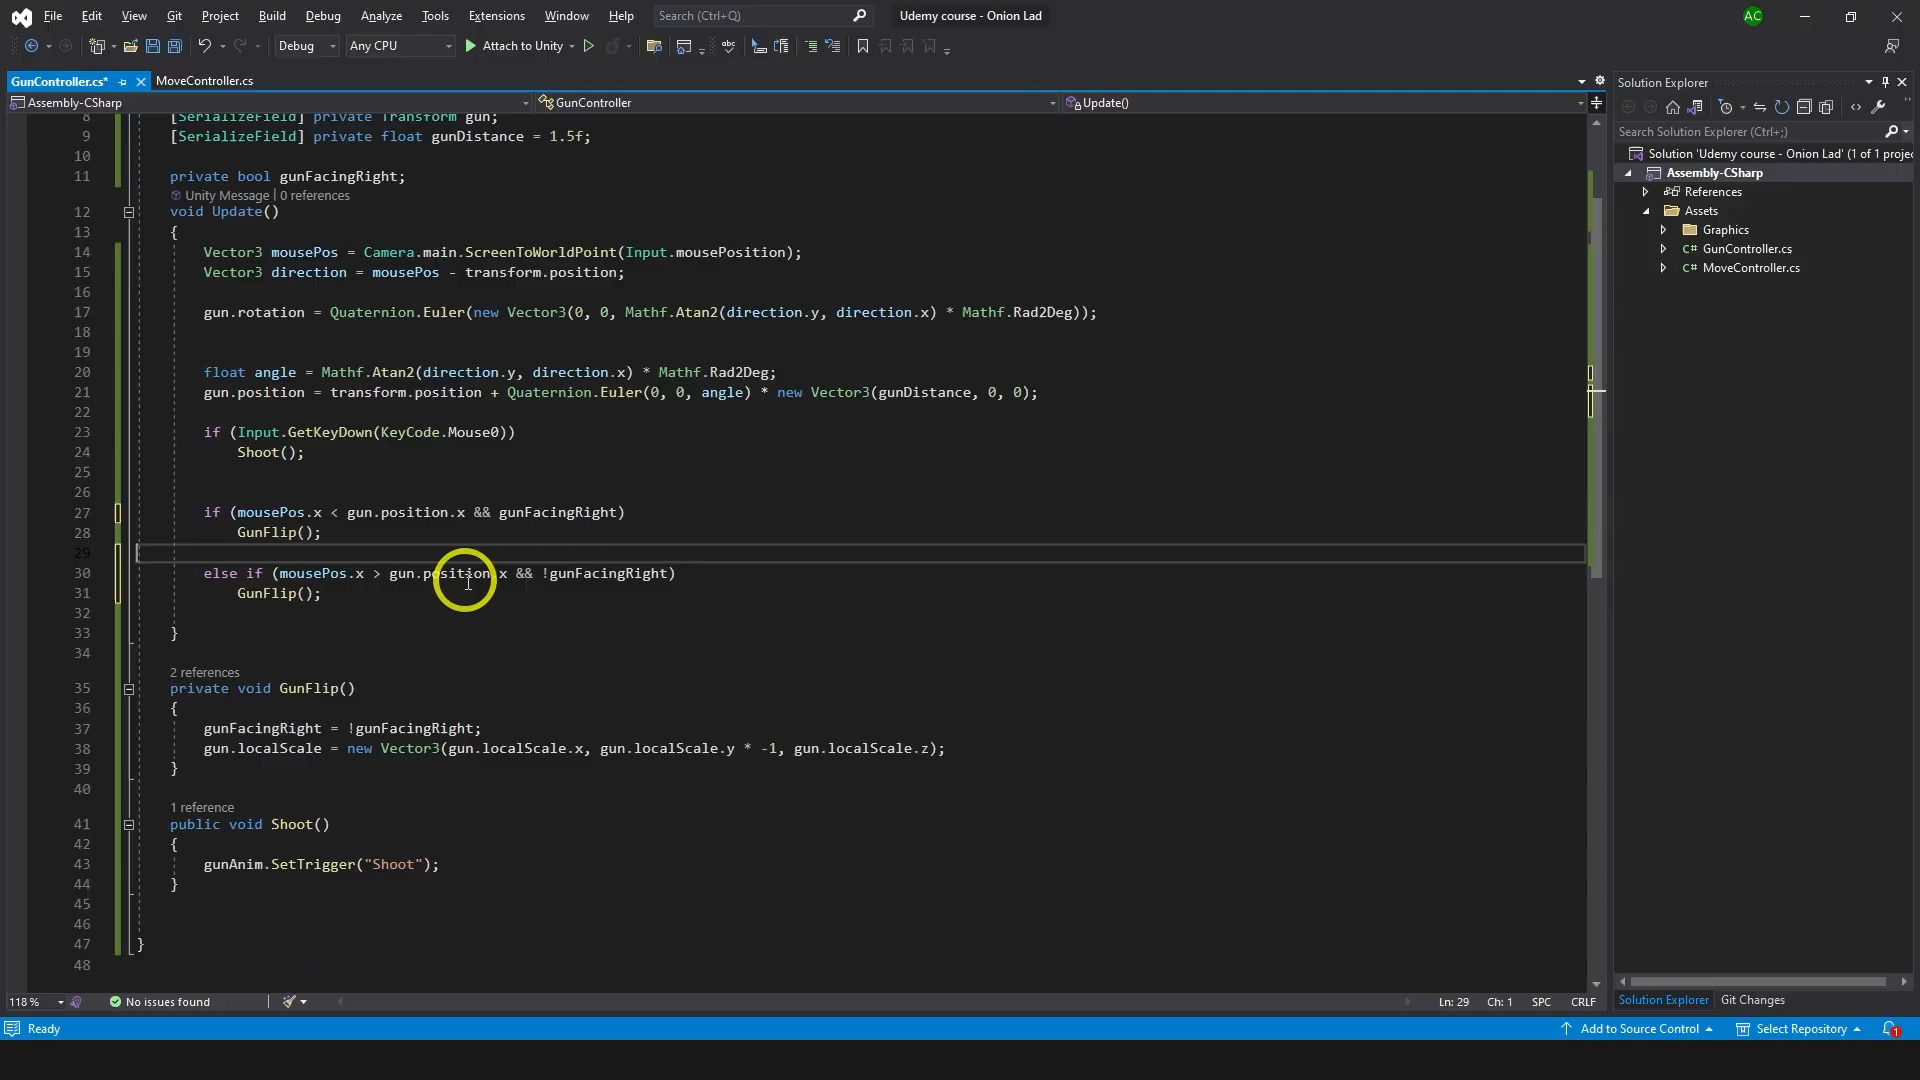 File Edit View Git Project Build Debug Analyze Tools Extensions Window Help Search (Ctrl+Q) Udemy course - Onion Lad AC
Debug Any CPU Attach to Unity
GunController.cs* MoveController.cs
Assembly-CSharp GunController Update()
8 [SerializeField] private Transform gun;
9 [SerializeField] private float gunDistance = 1.5f;
10
11 private bool gunFacingRight;
Unity Message | 0 references
12 void Update()
13 {
14 Vector3 mousePos = Camera.main.ScreenToWorldPoint(Input.mousePosition);
15 Vector3 direction = mousePos - transform.position;
16
17 gun.rotation = Quaternion.Euler(new Vector3(0, 0, Mathf.Atan2(direction.y, direction.x) * Mathf.Rad2Deg));
18
19
20 float angle = Mathf.Atan2(direction.y, direction.x) * Mathf.Rad2Deg;
21 gun.position = transform.position + Quaternion.Euler(0, 0, angle) * new Vector3(gunDistance, 0, 0);
22
23 if (Input.GetKeyDown(KeyCode.Mouse0))
24 Shoot();
25
26
27 if (mousePos.x < gun.position.x && gunFacingRight)
28 GunFlip();
29
30 else if (mousePos.x > gun.position.x && !gunFacingRight)
31 GunFlip();
32
33 }
34
2 references
35 private void GunFlip()
36 {
37 gunFacingRight = !gunFacingRight;
38 gun.localScale = new Vector3(gun.localScale.x, gun.localScale.y * -1, gun.localScale.z);
39 }
40
1 reference
41 public void Shoot()
42 {
43 gunAnim.SetTrigger("Shoot");
44 }
45
46
47 }
48
118 % No issues found Ln: 29 Ch: 1 SPC CRLF
Solution Explorer
Search Solution Explorer (Ctrl+;)
Solution 'Udemy course - Onion Lad' (1 of 1 projec
Assembly-CSharp
References
Assets
Graphics
C# GunController.cs
C# MoveController.cs
Solution Explorer Git Changes
Ready Add to Source Control Select Repository 1